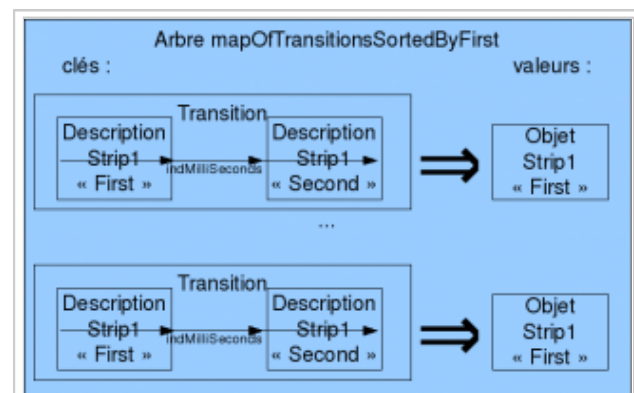 Arbre mapOfTransitionsSortedByFirst
clés :
valeurs :
Transition
Description
Strip1
« First »
indMilliSeconds
Description
Strip1
« Second »
Objet
Strip1
« First »
...
Transition
Description
Strip1
« First »
indMilliSeconds
Description
Strip1
« Second »
Objet
Strip1
« First »